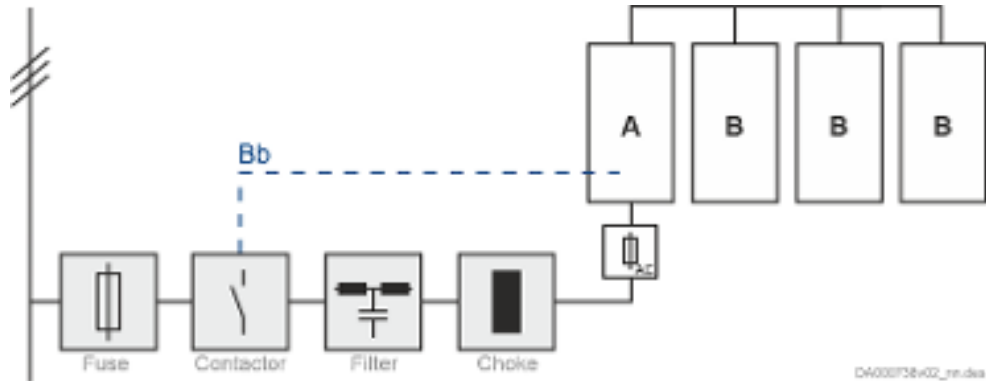 A B B B
Bb
AC
Fuse Contactor Filter Choke
DA000738v02_nn.dea